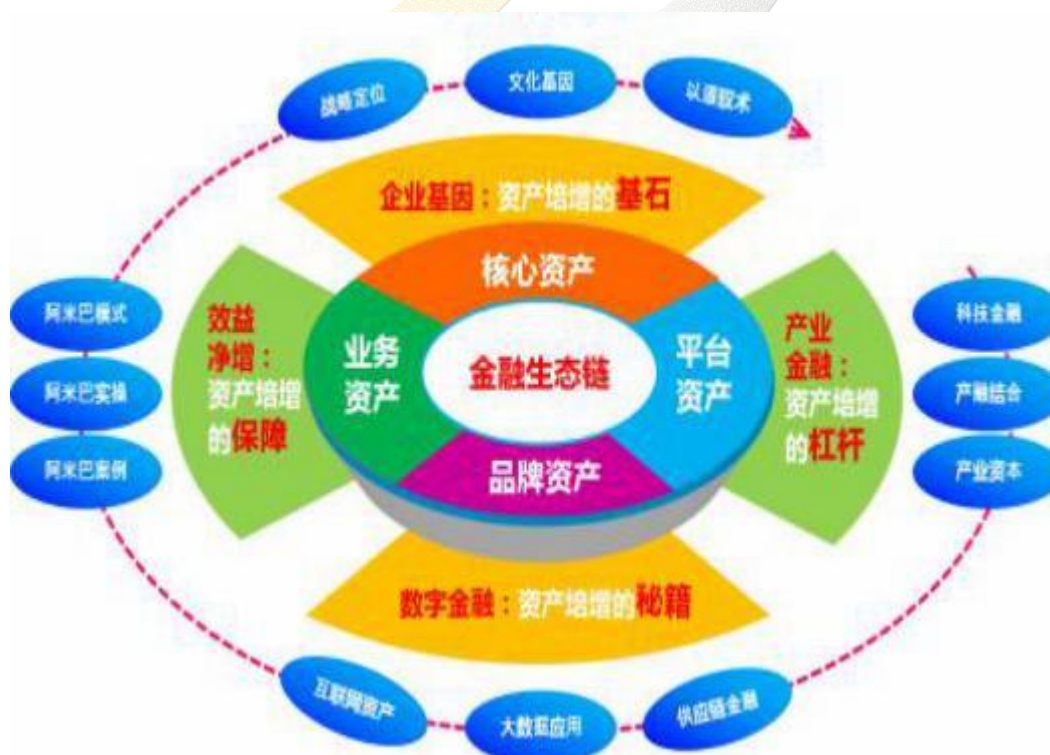 战略定位
文化基因
以道驭术
企业基因：资产培增的基石
核心资产
阿米巴模式
阿米巴实操
阿米巴案例
效益
净增：
资产培增
的保障
业务
资产
金融生态链
平台
资产
产业
金融：
资产培增
的杠杆
科技金融
产融结合
产业资本
品牌资产
数字金融：资产培增的秘籍
互联网资产
大数据应用
供应链金融